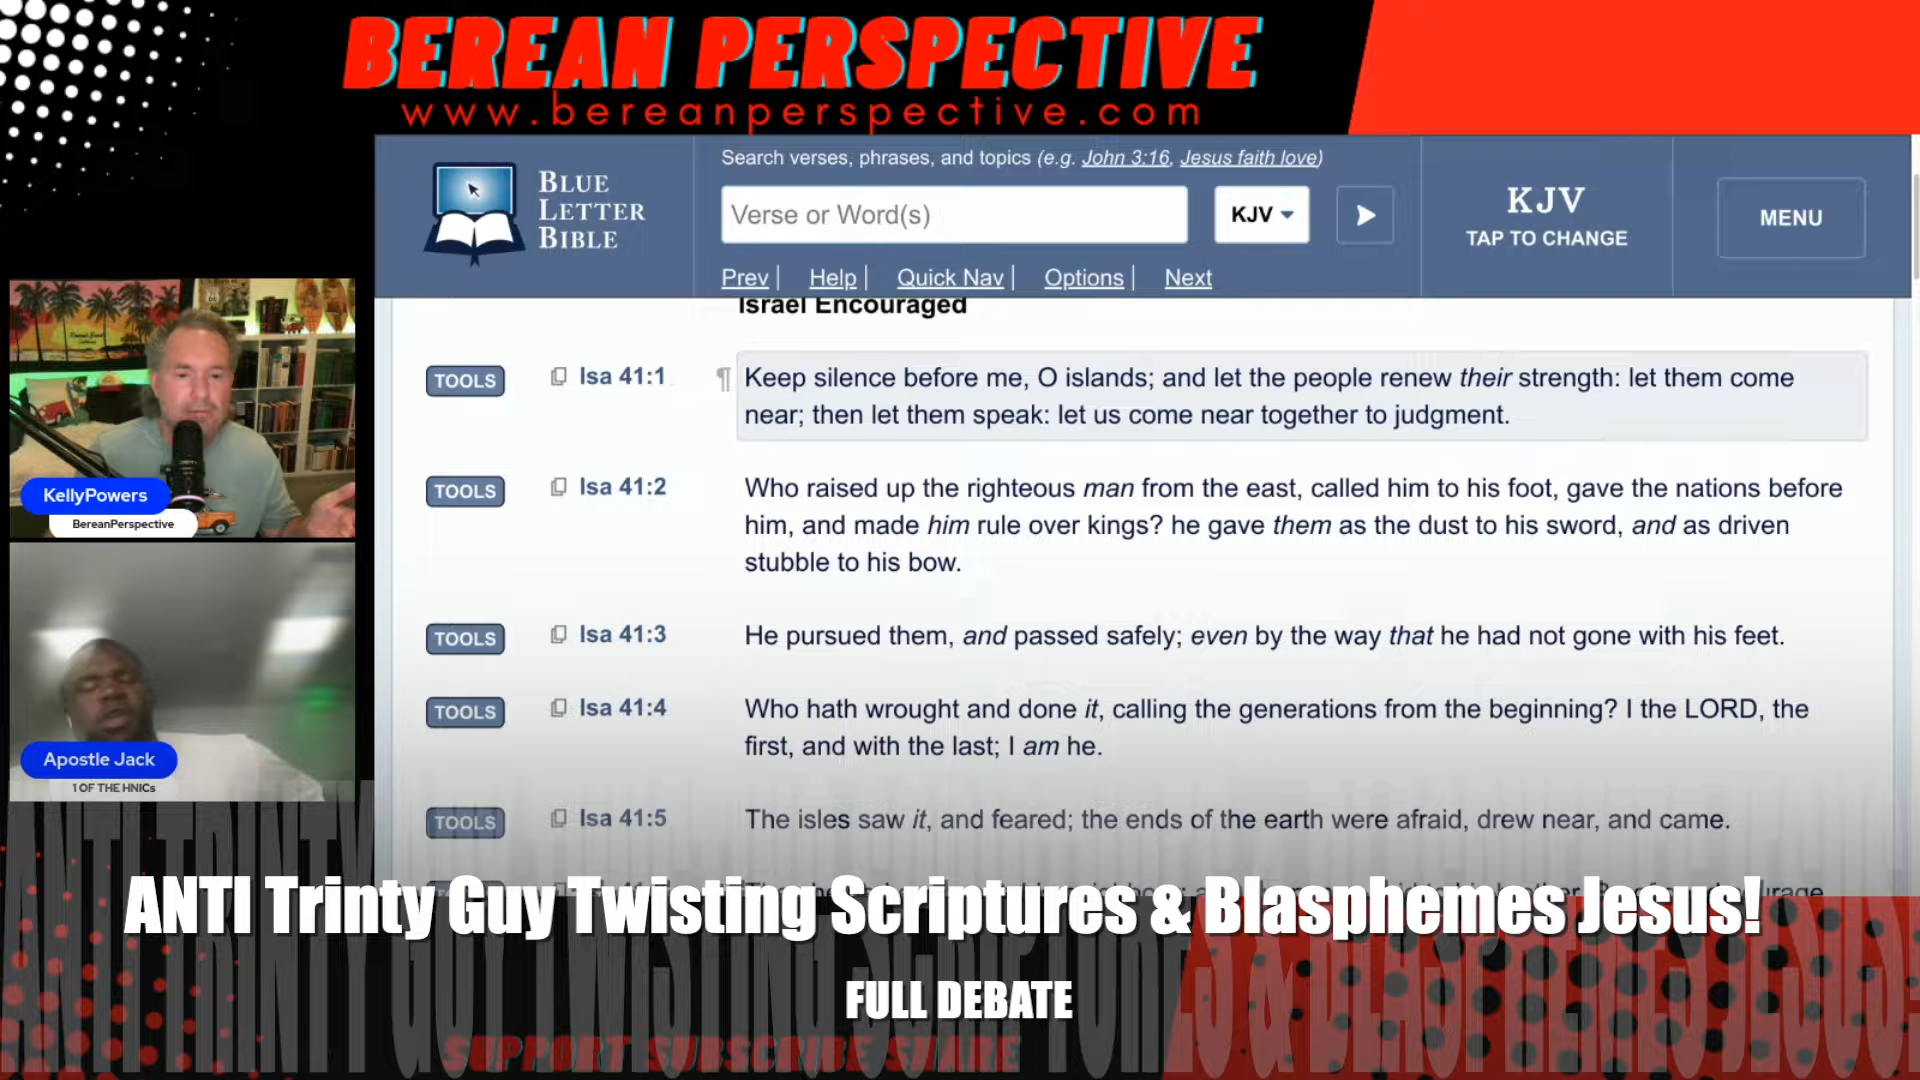 BEREAN PERSPECTIVE
www.bereanperspective.com
BLUE
LETTER
BIBLE
Search verses, phrases, and topics (e.g. John 3:16, Jesus faith love)
Verse or Word(s)
KJV
KJV
TAP TO CHANGE
MENU
Prev | Help | Quick Nav | Options | Next
Israel Encouraged
TOOLS Isa 41:1 ¶ Keep silence before me, O islands; and let the people renew their strength: let them come
near; then let them speak: let us come near together to judgment.
TOOLS Isa 41:2 Who raised up the righteous man from the east, called him to his foot, gave the nations before
him, and made him rule over kings? he gave them as the dust to his sword, and as driven
stubble to his bow.
TOOLS Isa 41:3 He pursued them, and passed safely; even by the way that he had not gone with his feet.
TOOLS Isa 41:4 Who hath wrought and done it, calling the generations from the beginning? I the LORD, the
first, and with the last; I am he.
TOOLS Isa 41:5 The isles saw it, and feared; the ends of the earth were afraid, drew near, and came.
KellyPowers
BereanPerspective
Apostle Jack
1 OF THE HNICs
ANTI Trinty Guy Twisting Scriptures & Blasphemes Jesus!
FULL DEBATE
SUPPORT SUBSCRIBE SHARE